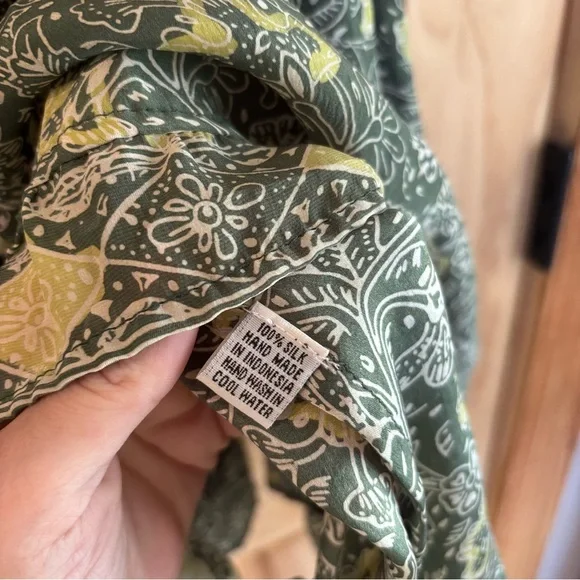 100% SILK
HAND MADE
IN INDONESIA
HAND WASH IN
COOL WATER